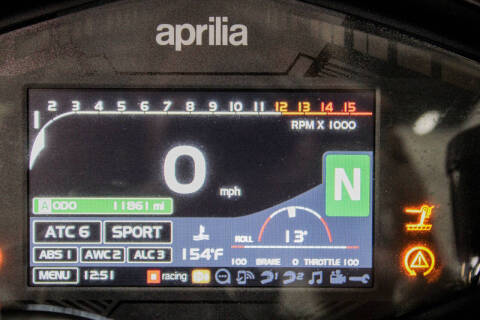 aprilia
2 3 4 5 6 7 8 9 10 11 12 13 14 15
RPM X 1000
0 mph
N
A ODO 11861 mi
ATC 6 SPORT
ABS 1 AWC 2 ALC 3
154°F
ROLL 13°
100 BRAKE 0 THROTTLE 100
MENU 12:51
racing